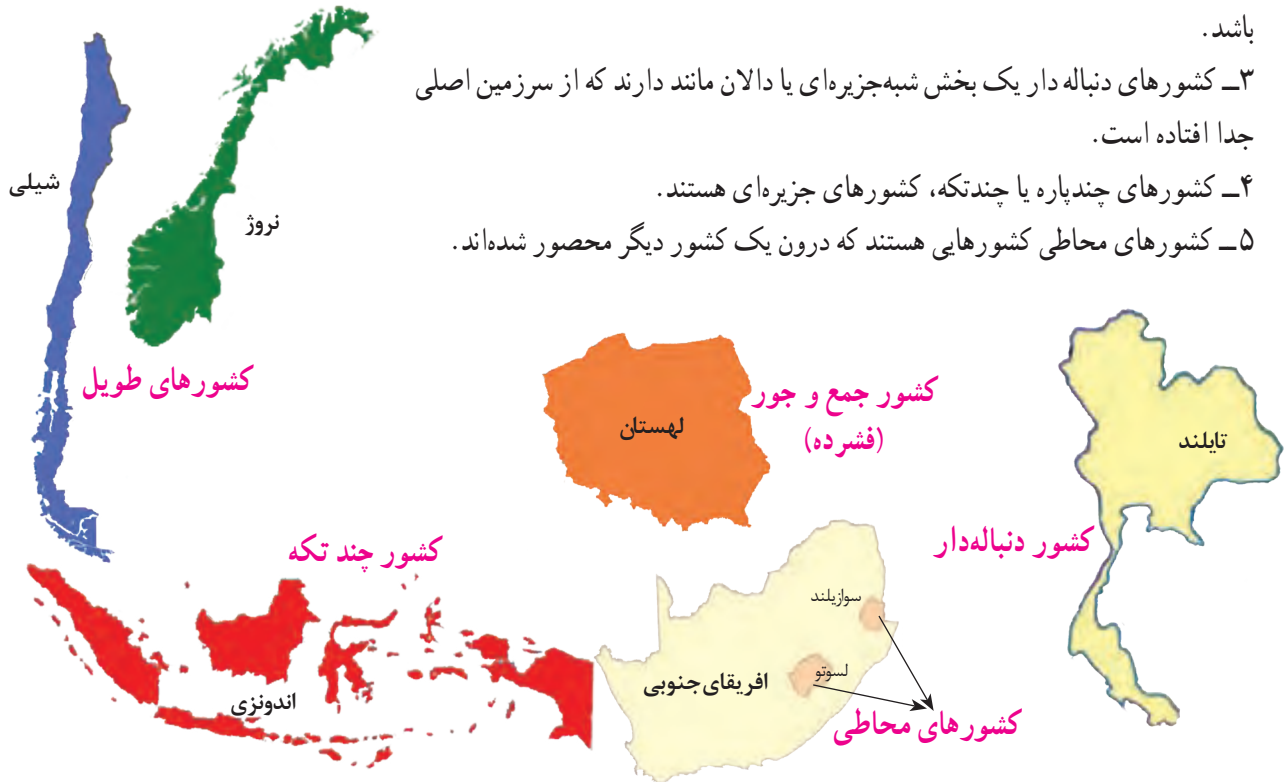 باشد.
۳ــ کشورهای دنباله دار یک بخش شبه‌جزیره‌ای یا دالان مانند دارند که از سرزمین اصلی
جدا افتاده است.
۴ــ کشورهای چندپاره یا چندتکه، کشورهای جزیره‌ای هستند.
۵ــ کشورهای محاطی کشورهایی هستند که درون یک کشور دیگر محصور شده‌اند.
شیلی
نروژ
کشورهای طویل
کشور جمع و جور
(فشرده)
لهستان
تایلند
کشور دنباله‌دار
کشور چند تکه
اندونزی
سوازیلند
لسوتو
افریقای جنوبی
کشورهای محاطی